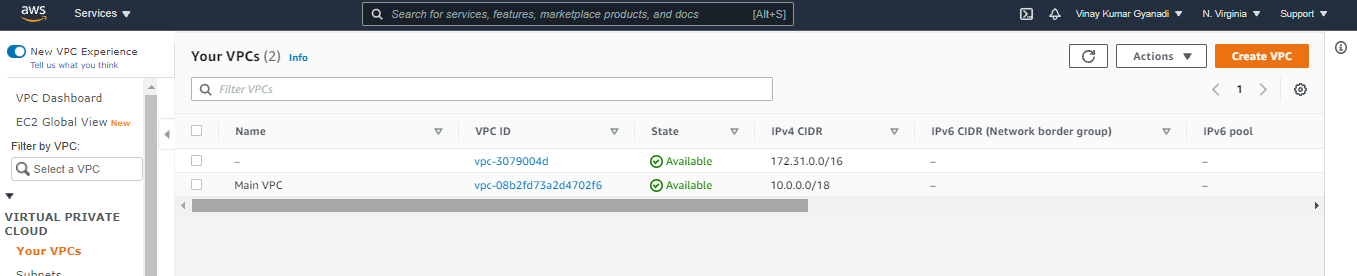 aws
Services
Search for services, features, marketplace products, and docs
[Alt+S]
Vinay Kumar Gyanadi
N. Virginia
Support
New VPC Experience
Tell us what you think
VPC Dashboard
EC2 Global View New
Filter by VPC:
Select a VPC
VIRTUAL PRIVATE
CLOUD
Your VPCs
Subnets
Your VPCs (2) Info
Actions
Create VPC
Filter VPCs
1
Name VPC ID State IPv4 CIDR IPv6 CIDR (Network border group) IPv6 pool
– vpc-3079004d Available 172.31.0.0/16 – –
Main VPC vpc-08b2fd73a2d4702f6 Available 10.0.0.0/18 – –